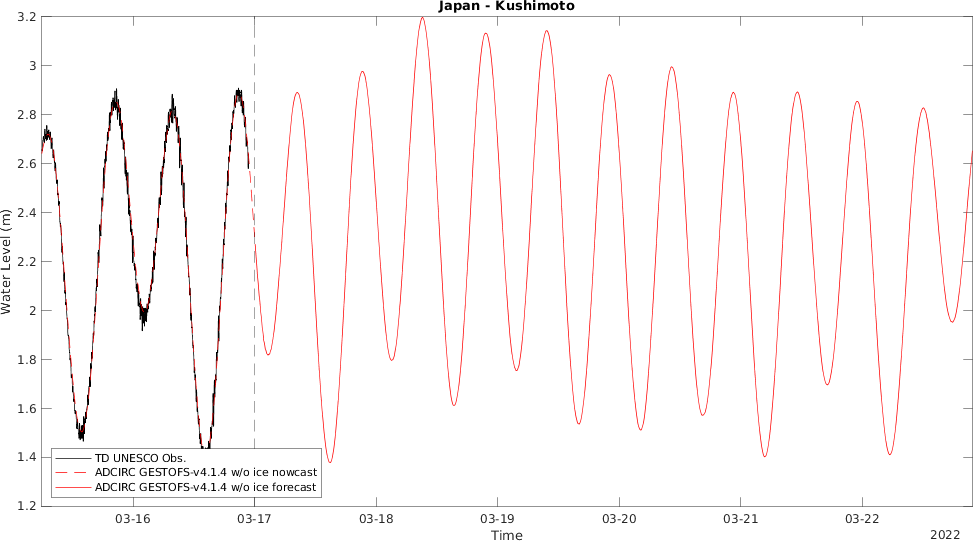 Japan - Kushimoto
Water Level (m)
3.2
3
2.8
2.6
2.4
2.2
2
1.8
1.6
1.4
1.2
TD UNESCO Obs.
ADCIRC GESTOFS-v4.1.4 w/o ice nowcast
ADCIRC GESTOFS-v4.1.4 w/o ice forecast
03-16 03-17 03-18 03-19 03-20 03-21 03-22
Time
2022